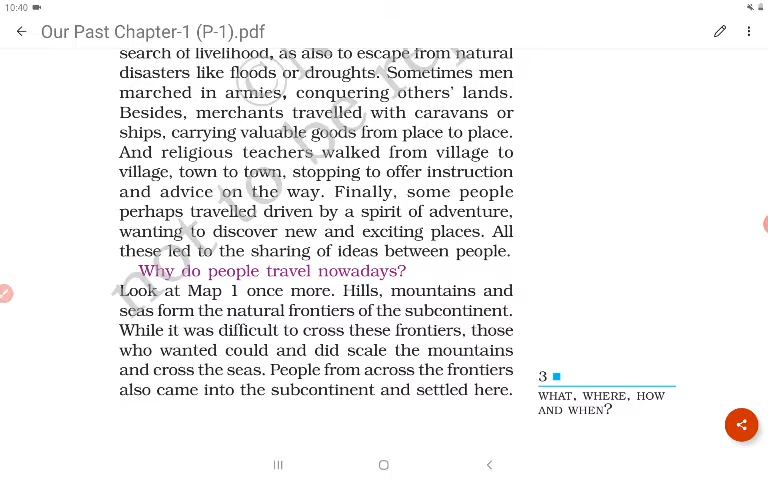 10:40
Our Past Chapter-1 (P-1).pdf
search of livelihood, as also to escape from natural
disasters like floods or droughts. Sometimes men
marched in armies, conquering others' lands.
Besides, merchants travelled with caravans or
ships, carrying valuable goods from place to place.
And religious teachers walked from village to
village, town to town, stopping to offer instruction
and advice on the way. Finally, some people
perhaps travelled driven by a spirit of adventure,
wanting to discover new and exciting places. All
these led to the sharing of ideas between people.
Why do people travel nowadays?
Look at Map 1 once more. Hills, mountains and
seas form the natural frontiers of the subcontinent.
While it was difficult to cross these frontiers, those
who wanted could and did scale the mountains
and cross the seas. People from across the frontiers
also came into the subcontinent and settled here.
3
WHAT, WHERE, HOW
AND WHEN?
not to be re